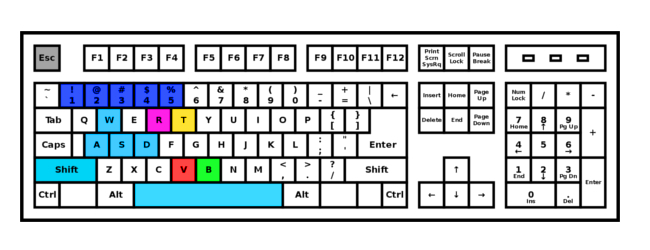 Esc F1 F2 F3 F4 F5 F6 F7 F8 F9 F10 F11 F12 Print Scrn SysRq Scroll Lock Pause Break
~ ` ! 1 @ 2 # 3 $ 4 % 5 ^ 6 & 7 * 8 ( 9 ) 0 _ - + = | \ ← Insert Home Page Up Num Lock / * -
Tab Q W E R T Y U I O P { [ } ] Delete End Page Down 7 Home 8 ↑ 9 Pg Up +
Caps A S D F G H J K L : ; " ' Enter 4 ← 5 6 →
Shift Z X C V B N M < , > . ? / Shift ↑ 1 End 2 ↓ 3 Pg Dn Enter
Ctrl Alt Alt Ctrl ← ↓ → 0 Ins . Del